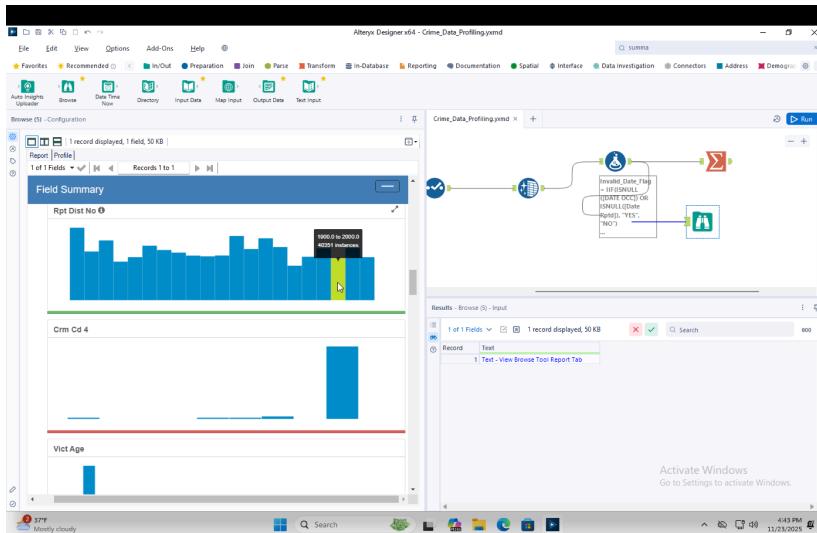 Alteryx Designer x64 - Crime_Data_Profiling.yxmd
File Edit View Options Add-Ons Help
summa
Favorites Recommended In/Out Preparation Join Parse Transform In-Database Reporting Documentation Spatial Interface Data Investigation Connectors Address Demogra
Auto Insights Uploader
Browse
Date Time Now
Directory
Input Data
Map Input
Output Data
Text Input
Browse (5) - Configuration
1 record displayed, 1 field, 50 KB
Report Profile
1 of 1 Fields Records 1 to 1
Field Summary
Rpt Dist No
1900.0 to 2000.0
40351 instances
Crm Cd 4
Vict Age
Crime_Data_Profiling.yxmd
Run
Invalid_Date_Flag
= IIF(ISNULL
([DATE OCC]) OR
ISNULL([Date
Rptd]), "YES",
"NO")
...
Results - Browse (5) - Input
1 of 1 Fields 1 record displayed, 50 KB Search
Record Text
1 Text - View Browse Tool Report Tab
Activate Windows
Go to Settings to activate Windows.
2
37°F
Mostly cloudy
Search
4:43 PM
11/23/2025